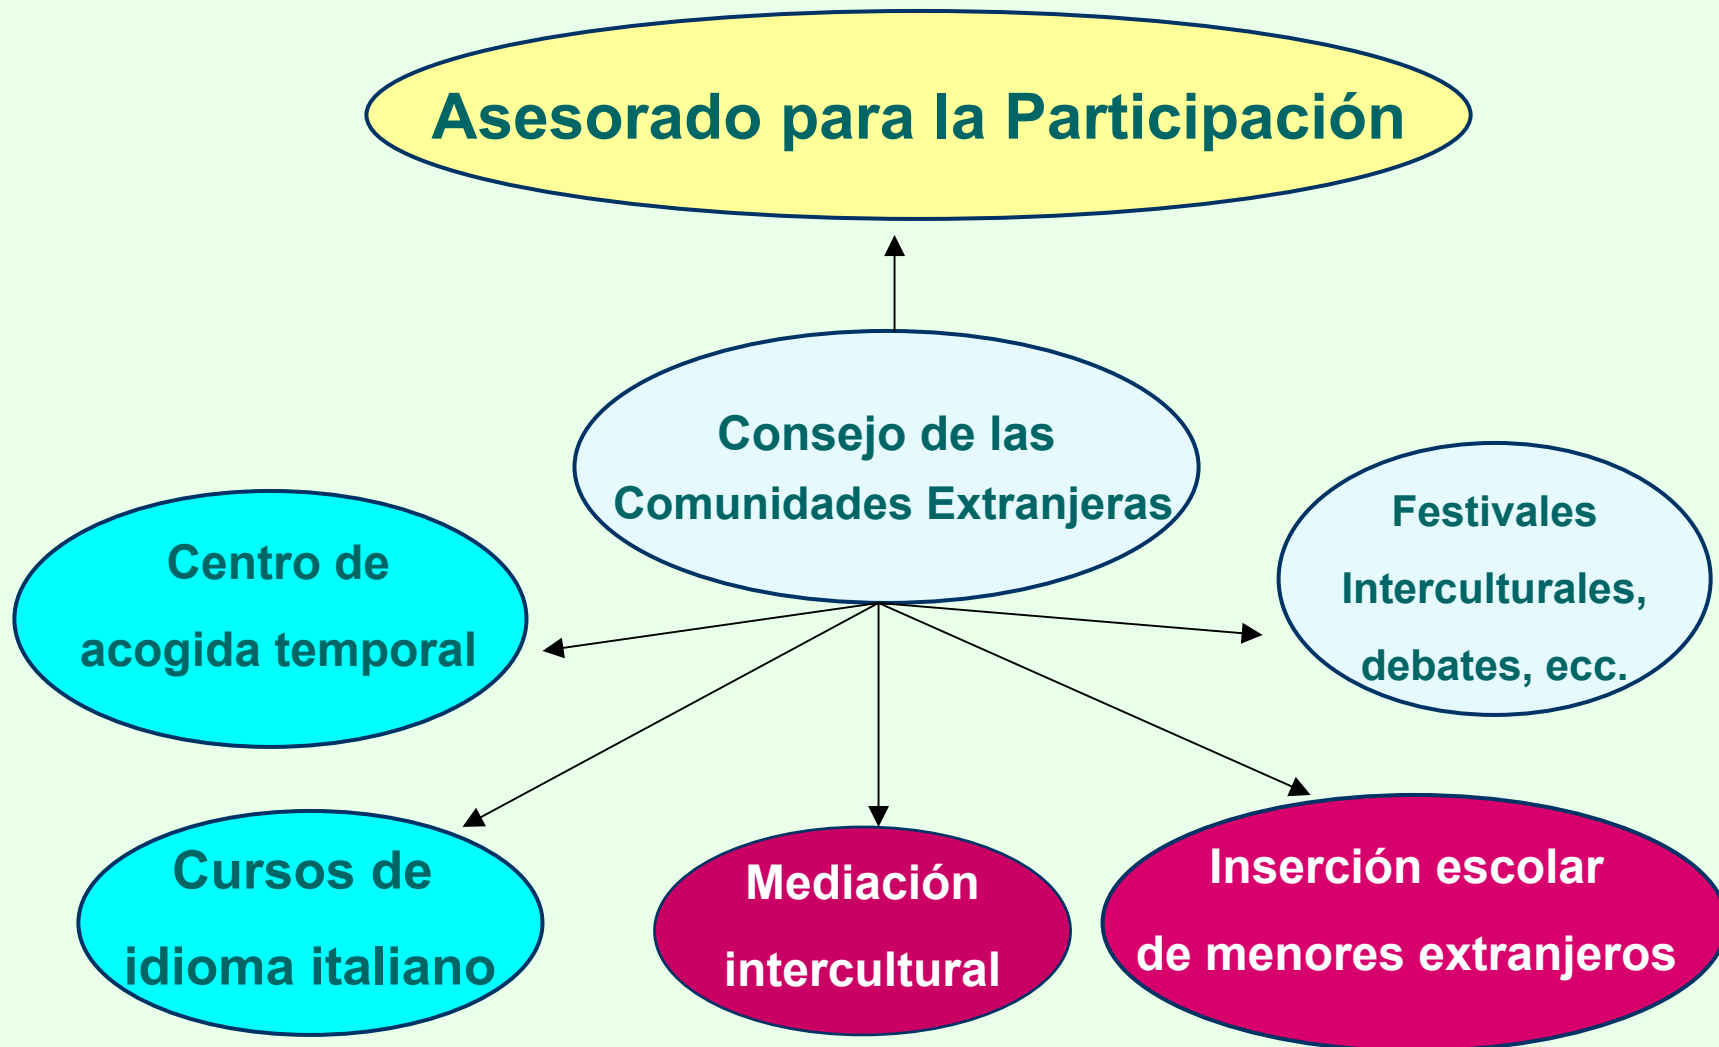 Asesorado para la Participación
Consejo de las
Comunidades Extranjeras
Festivales
Interculturales,
debates, ecc.
Centro de
acogida temporal
Cursos de
idioma italiano
Mediación
intercultural
Inserción escolar
de menores extranjeros